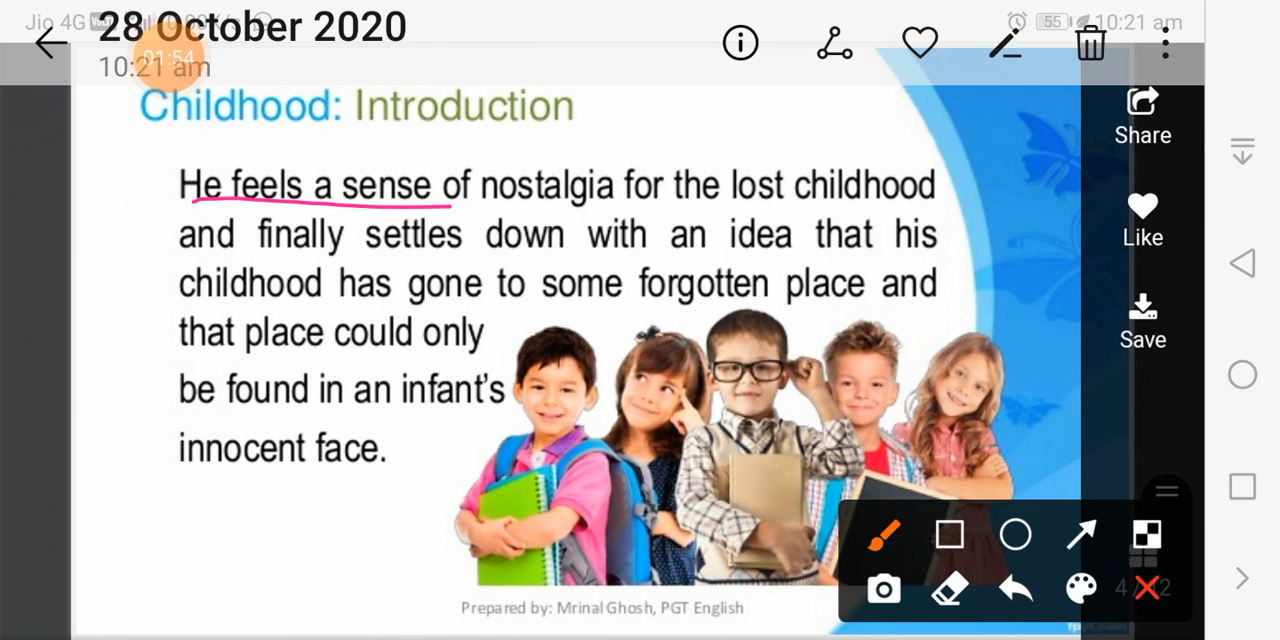 Jio 4G
28 October 2020
55
10:21 am
01:54
10:21 am
Childhood: Introduction
Share
He feels a sense of nostalgia for the lost childhood
and finally settles down with an idea that his
Like
childhood has gone to some forgotten place and
that place could only
Save
be found in an infant's
innocent face.
Prepared by: Mrinal Ghosh, PGT English